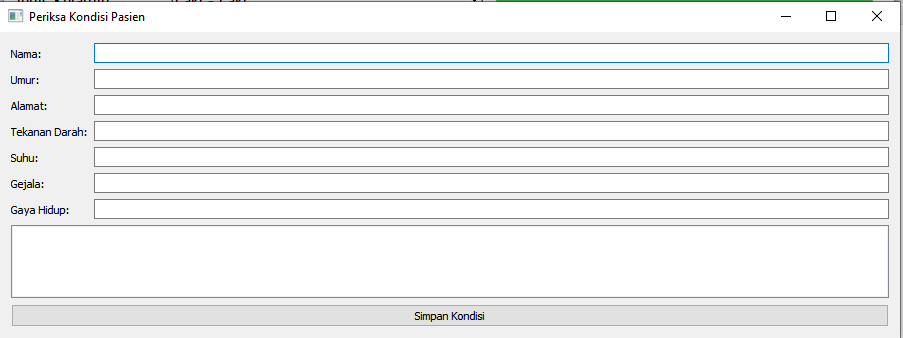 Periksa Kondisi Pasien
Nama:
Umur:
Alamat:
Tekanan Darah:
Suhu:
Gejala:
Gaya Hidup:
Simpan Kondisi